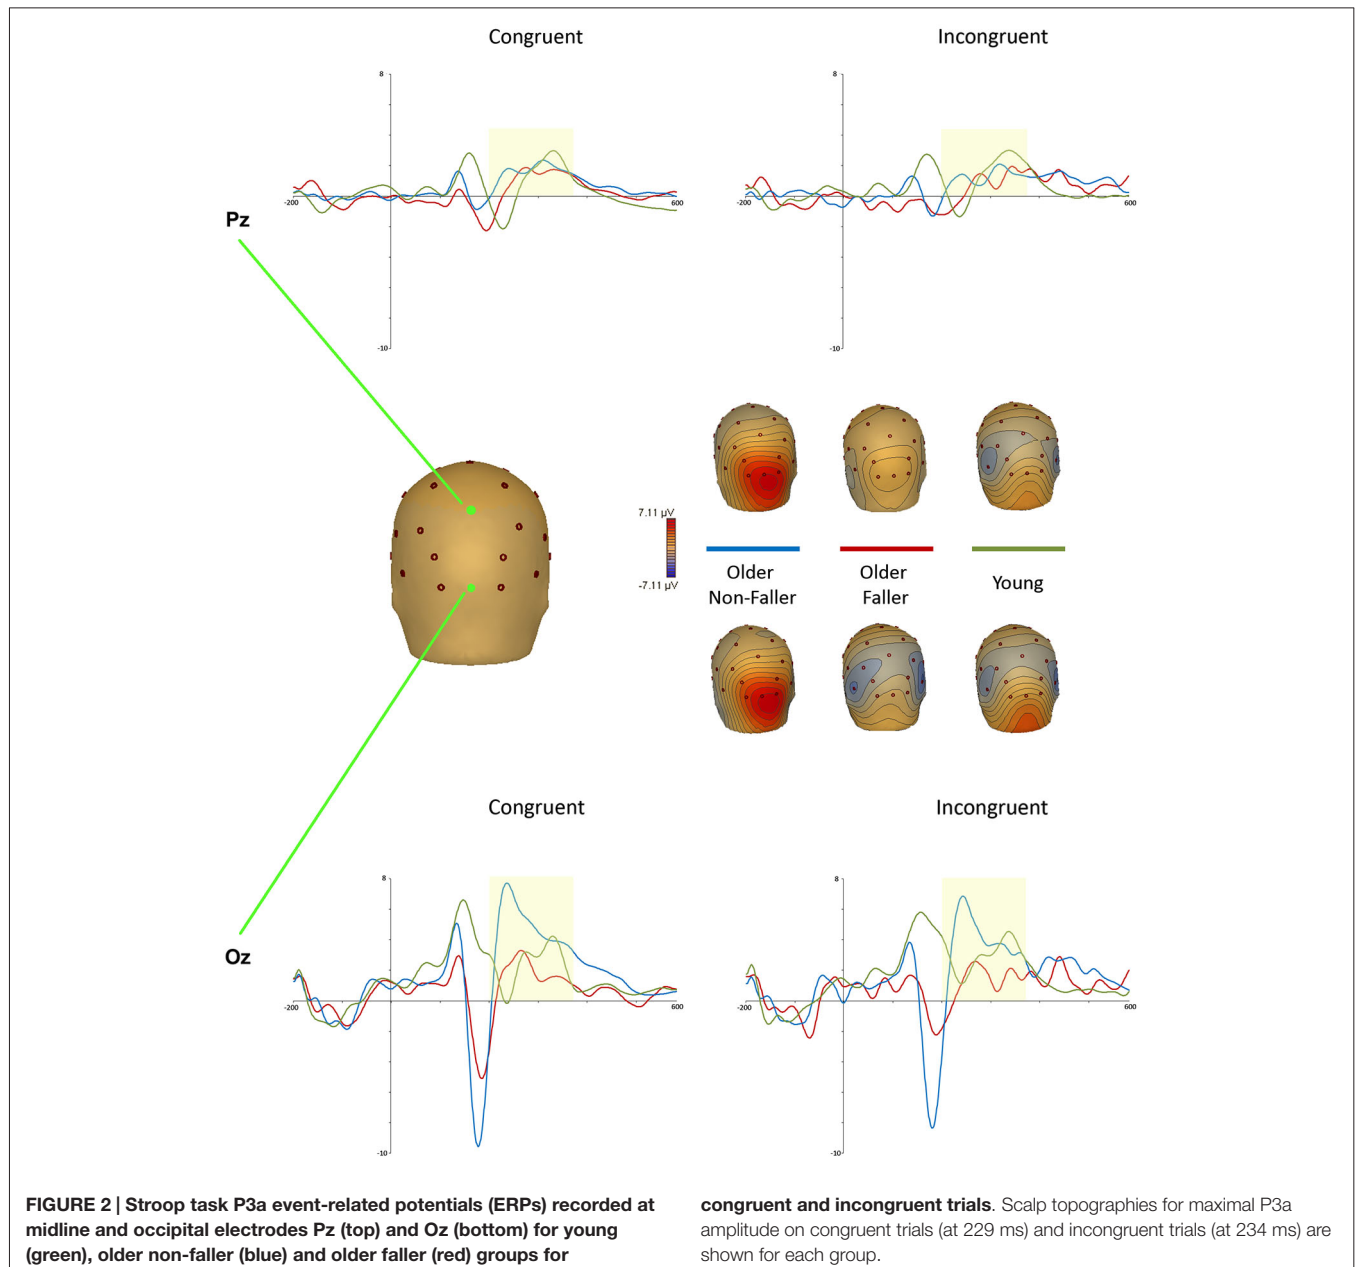 Congruent
Incongruent
8
8
-200
600
-200
600
Pz
-10
-10
7.11 µV
-7.11 µV
Older
Non-Faller
Older
Faller
Young
Congruent
Incongruent
8
8
Oz
-200
600
-200
600
-10
-10
FIGURE 2 | Stroop task P3a event-related potentials (ERPs) recorded at
midline and occipital electrodes Pz (top) and Oz (bottom) for young
(green), older non-faller (blue) and older faller (red) groups for
congruent and incongruent trials. Scalp topographies for maximal P3a
amplitude on congruent trials (at 229 ms) and incongruent trials (at 234 ms) are
shown for each group.